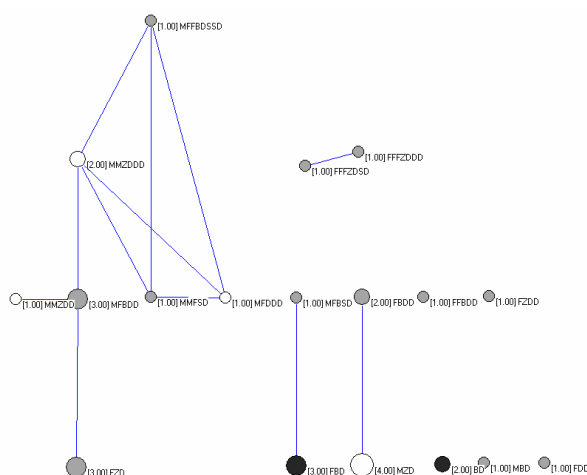 [1.00] MFFBDSSD
[2.00] MMZDDD
[1.00] FFFZDDD
[1.00] FFFZDSD
[1.00] MMZDD
[3.00] MFBDD
[1.00] MMFSD
[1.00] MFDDD
[1.00] MFBSD
[2.00] FBDD
[1.00] FFBDD
[1.00] FZDD
[3.00] FZD
[3.00] FBD
[4.00] MZD
[2.00] BD
[1.00] MBD